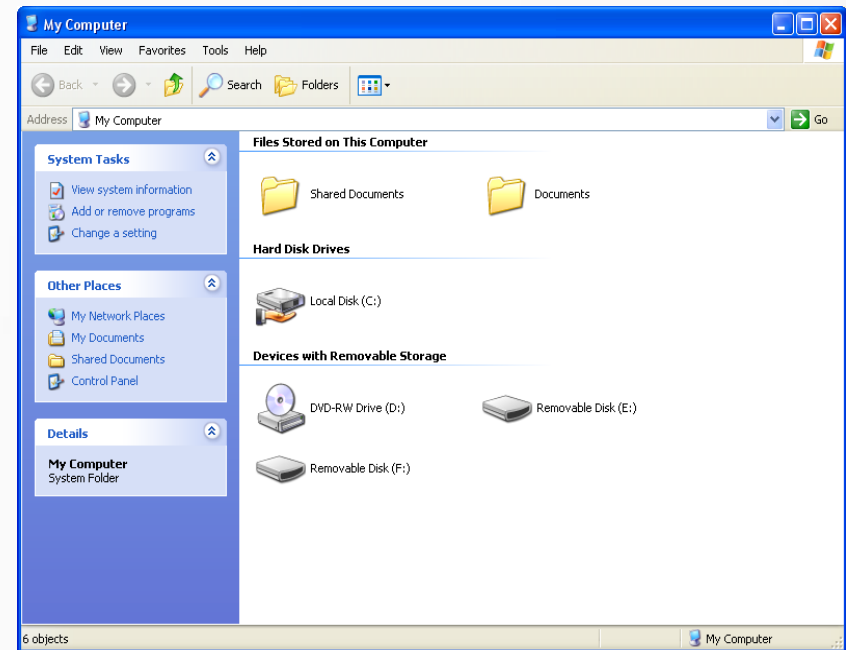 My Computer
File Edit View Favorites Tools Help
Back Search Folders
Address My Computer Go
System Tasks
View system information
Add or remove programs
Change a setting
Other Places
My Network Places
My Documents
Shared Documents
Control Panel
Details
My Computer
System Folder
Files Stored on This Computer
Shared Documents Documents
Hard Disk Drives
Local Disk (C:)
Devices with Removable Storage
DVD-RW Drive (D:) Removable Disk (E:)
Removable Disk (F:)
6 objects My Computer